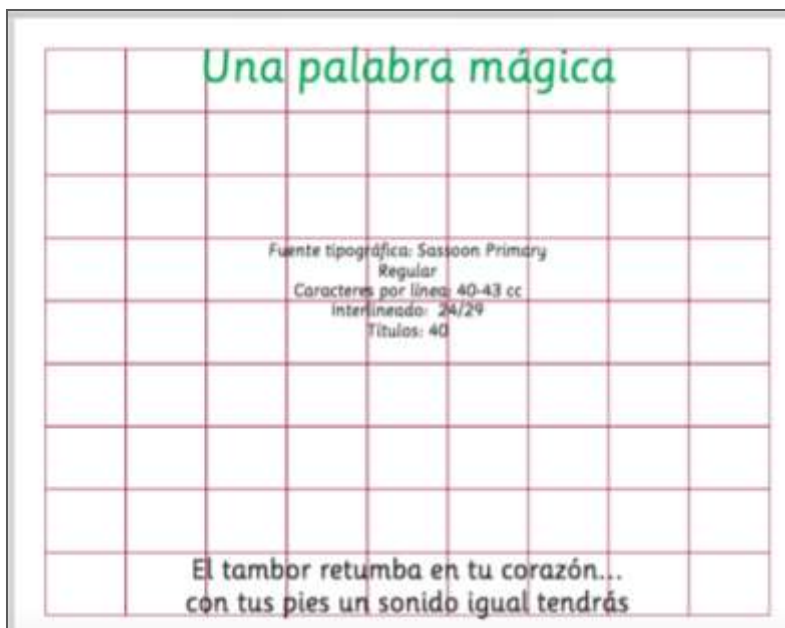 Una palabra mágica
Fuente tipográfica: Sassoon Primary
Regular
Caracteres por línea: 40-43 cc
Interlineado: 24/29
Títulos: 40
El tambor retumba en tu corazón...
con tus pies un sonido igual tendrás